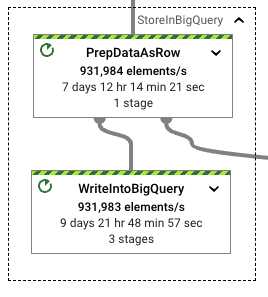 StoreInBigQuery
PrepDataAsRow
931,984 elements/s
7 days 12 hr 14 min 21 sec
1 stage
WriteIntoBigQuery
931,983 elements/s
9 days 21 hr 48 min 57 sec
3 stages